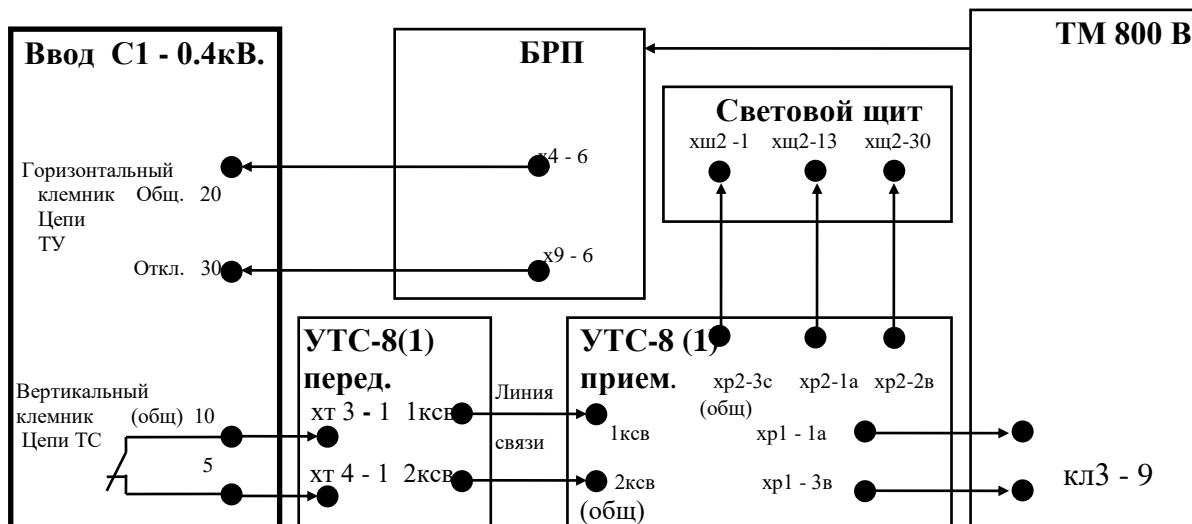 Ввод С1 - 0.4кВ.
Горизонтальный
клемник Общ. 20
Цепи
ТУ
Откл. 30
Вертикальный
клемник (общ) 10
Цепи ТС
5
БРП
х4 - 6
х9 - 6
УТС-8(1)
перед.
хт 3 - 1 1ксв
хт 4 - 1 2ксв
Линия
связи
Световой щит
хш2 -1 хщ2-13 хщ2-30
УТС-8 (1)
прием.
хр2-3с хр2-1а хр2-2в
(общ)
1ксв
2ксв
(общ)
хр1 - 1а
хр1 - 3в
ТМ 800 В
кл3 - 9